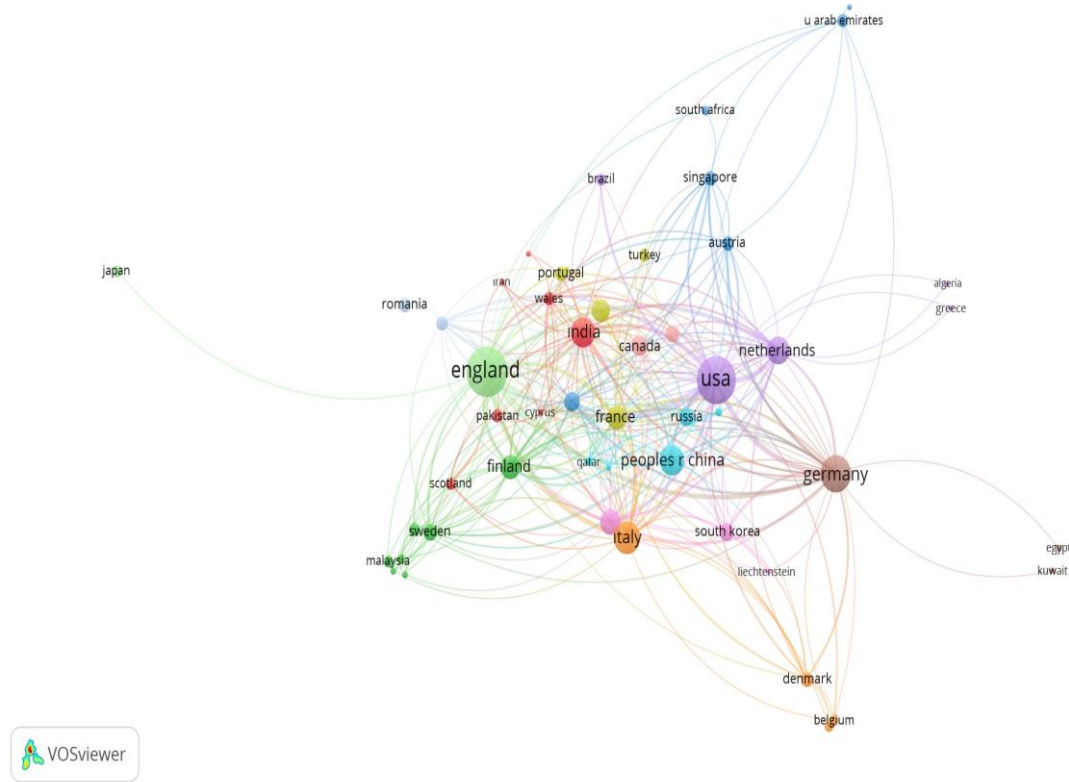 u arab emirates
south africa
brazil
singapore
austria
turkey
japan
portugal
iran
algeria
wales
romania
greece
india
canada
netherlands
england
usa
pakistan
cyprus
france
russia
qatar
peoples r china
finland
germany
scotland
sweden
italy
south korea
egypt
malaysia
liechtenstein
kuwait
denmark
belgium
VOSviewer